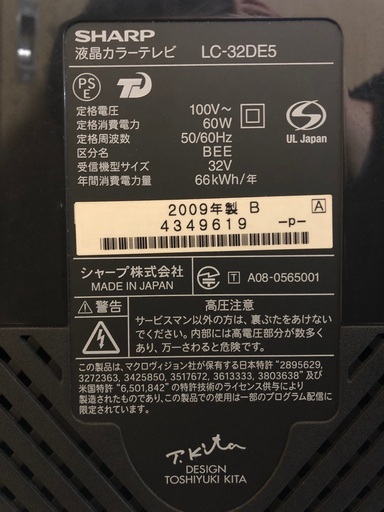 SHARP
液晶カラーテレビ LC-32DE5
PS
E
定格電圧 100V～
定格消費電力 60W
定格周波数 50/60Hz
区分名 BEE
受信機型サイズ 32V
年間消費電力量 66kWh/年
UL Japan
2009年製 B A
4349619 -p-
シャープ株式会社
MADE IN JAPAN
T A08-0565001
警告 高圧注意
サービスマン以外の方は、裏ぶたをあけない
でください。内部には高電圧部分が数多く
あり、万一さわると危険です。
この製品は、マクロヴィジョン社が保有する日本特許 "2895629,
3272363, 3425850, 3517672, 3613333, 3803638" 及び
米国特許 "6,501,842" の特許技術のライセンス供与により
製造されており、この製品での使用は一部のプログラム配信に
限定されています。
T.Kita
DESIGN
TOSHIYUKI KITA